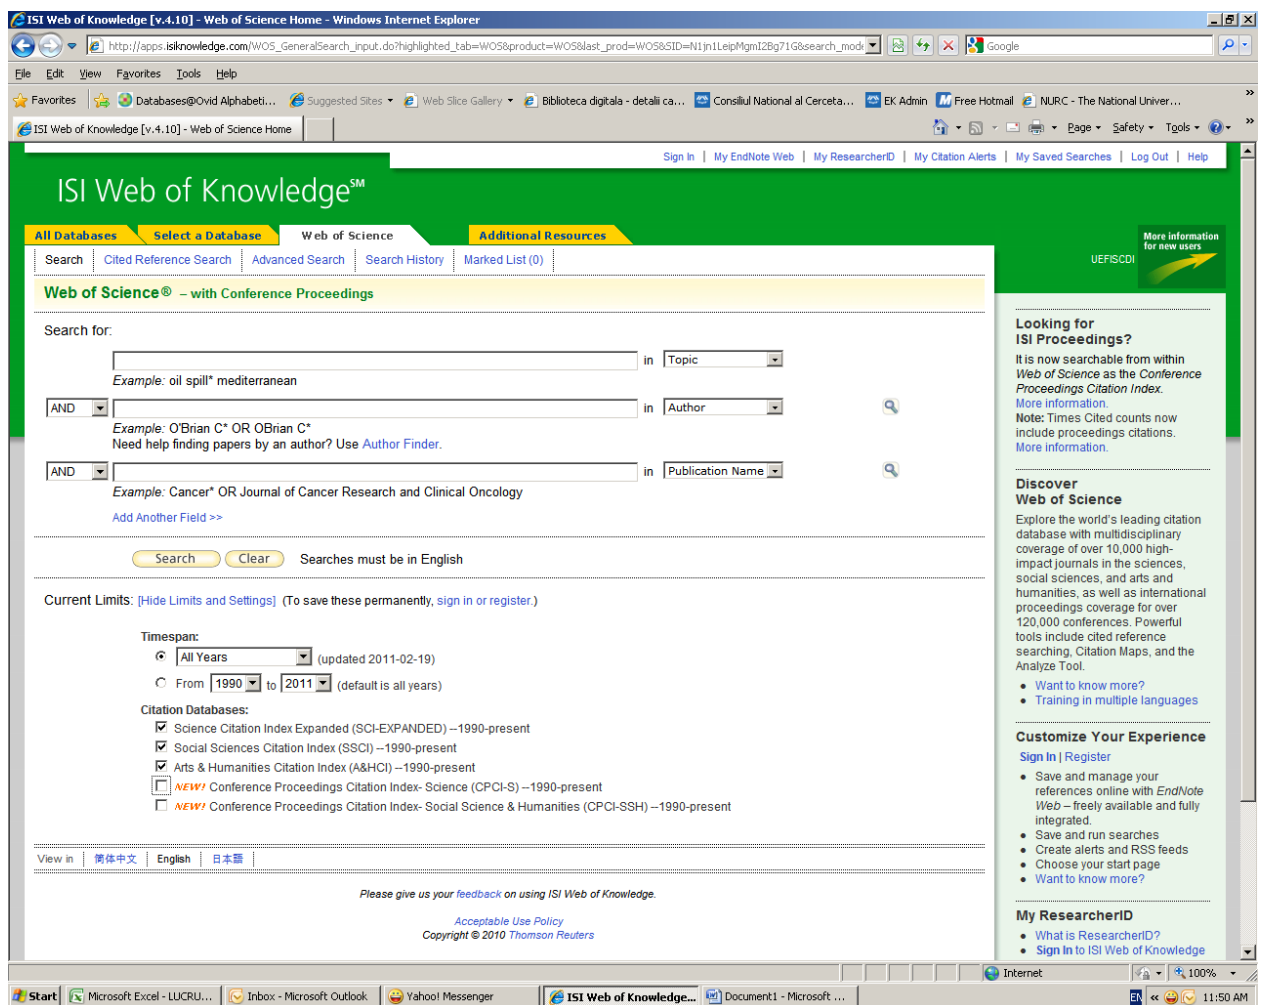 ISI Web of Knowledge [v.4.10] - Web of Science Home - Windows Internet Explorer
http://apps.isiknowledge.com/WOS_GeneralSearch_input.do?highlighted_tab=WOS&product=WOS&last_prod=WOS&SID=N1jn1LeipMgmI2Bg71G&search_mode
Google
File Edit View Favorites Tools Help
Favorites Databases@Ovid Alphabeti... Suggested Sites Web Slice Gallery Biblioteca digitala - detalii ca... Consiliul National al Cerceta... EK Admin Free Hotmail NURC - The National Univer... »
ISI Web of Knowledge [v.4.10] - Web of Science Home Page Safety Tools »
Sign In | My EndNote Web | My ResearcherID | My Citation Alerts | My Saved Searches | Log Out | Help
ISI Web of Knowledge℠
All Databases Select a Database Web of Science Additional Resources
More information for new users
UEFISCDI
Search Cited Reference Search Advanced Search Search History Marked List (0)
Web of Science® – with Conference Proceedings
Search for:
in Topic
Example: oil spill* mediterranean
AND in Author
Example: O'Brian C* OR OBrian C*
Need help finding papers by an author? Use Author Finder.
AND in Publication Name
Example: Cancer* OR Journal of Cancer Research and Clinical Oncology
Add Another Field >>
Search Clear Searches must be in English
Current Limits: [Hide Limits and Settings] (To save these permanently, sign in or register.)
Timespan:
All Years (updated 2011-02-19)
From 1990 to 2011 (default is all years)
Citation Databases:
Science Citation Index Expanded (SCI-EXPANDED) --1990-present
Social Sciences Citation Index (SSCI) --1990-present
Arts & Humanities Citation Index (A&HCI) --1990-present
NEW! Conference Proceedings Citation Index- Science (CPCI-S) --1990-present
NEW! Conference Proceedings Citation Index- Social Science & Humanities (CPCI-SSH) --1990-present
View in 简体中文 English 日本語
Please give us your feedback on using ISI Web of Knowledge.
Acceptable Use Policy
Copyright © 2010 Thomson Reuters
Looking for
ISI Proceedings?
It is now searchable from within
Web of Science as the Conference
Proceedings Citation Index.
More information.
Note: Times Cited counts now
include proceedings citations.
More information.
Discover
Web of Science
Explore the world's leading citation
database with multidisciplinary
coverage of over 10,000 high-
impact journals in the sciences,
social sciences, and arts and
humanities, as well as international
proceedings coverage for over
120,000 conferences. Powerful
tools include cited reference
searching, Citation Maps, and the
Analyze Tool.
Want to know more?
Training in multiple languages
Customize Your Experience
Sign In | Register
Save and manage your
references online with EndNote
Web – freely available and fully
integrated.
Save and run searches
Create alerts and RSS feeds
Choose your start page
Want to know more?
My ResearcherID
What is ResearcherID?
Sign In to ISI Web of Knowledge
Internet 100%
Start Microsoft Excel - LUCRU... Inbox - Microsoft Outlook Yahoo! Messenger ISI Web of Knowledge... Document1 - Microsoft ... EN « 11:50 AM